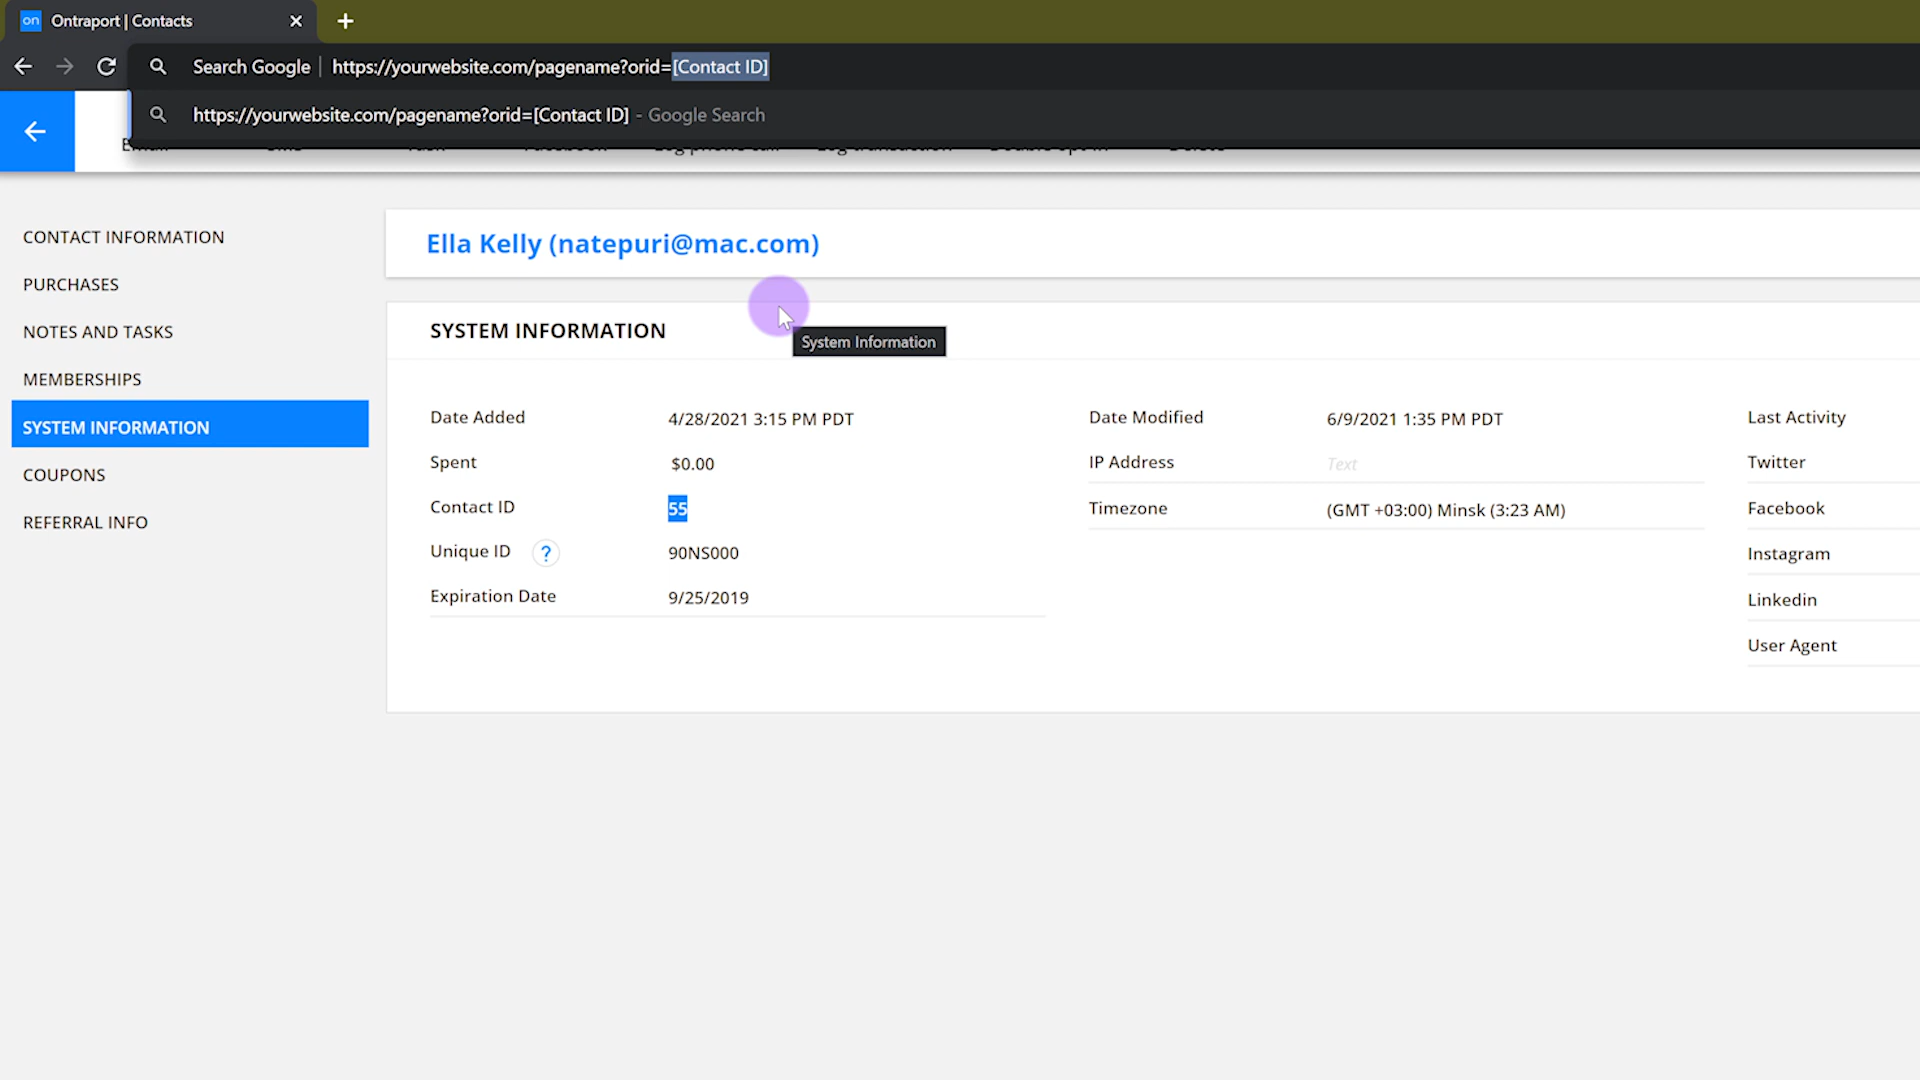 on Ontraport | Contacts
Search Google | https://yourwebsite.com/pagename?orid=[Contact ID]
https://yourwebsite.com/pagename?orid=[Contact ID] - Google Search
CONTACT INFORMATION
PURCHASES
NOTES AND TASKS
MEMBERSHIPS
SYSTEM INFORMATION
COUPONS
REFERRAL INFO
Ella Kelly (natepuri@mac.com)
SYSTEM INFORMATION
System Information
Date Added 4/28/2021 3:15 PM PDT
Spent $0.00
Contact ID 55
Unique ID ? 90NS000
Expiration Date 9/25/2019
Date Modified 6/9/2021 1:35 PM PDT
IP Address Text
Timezone (GMT +03:00) Minsk (3:23 AM)
Last Activity
Twitter
Facebook
Instagram
Linkedin
User Agent